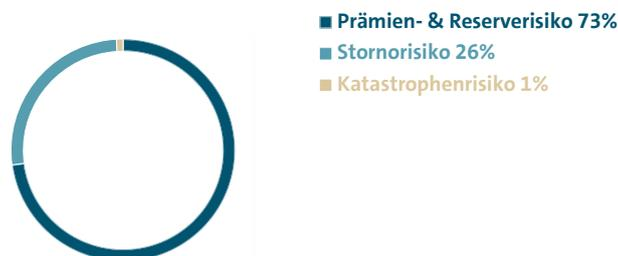 Prämien- & Reserverisiko 73%
Stornorisiko 26%
Katastrophenrisiko 1%